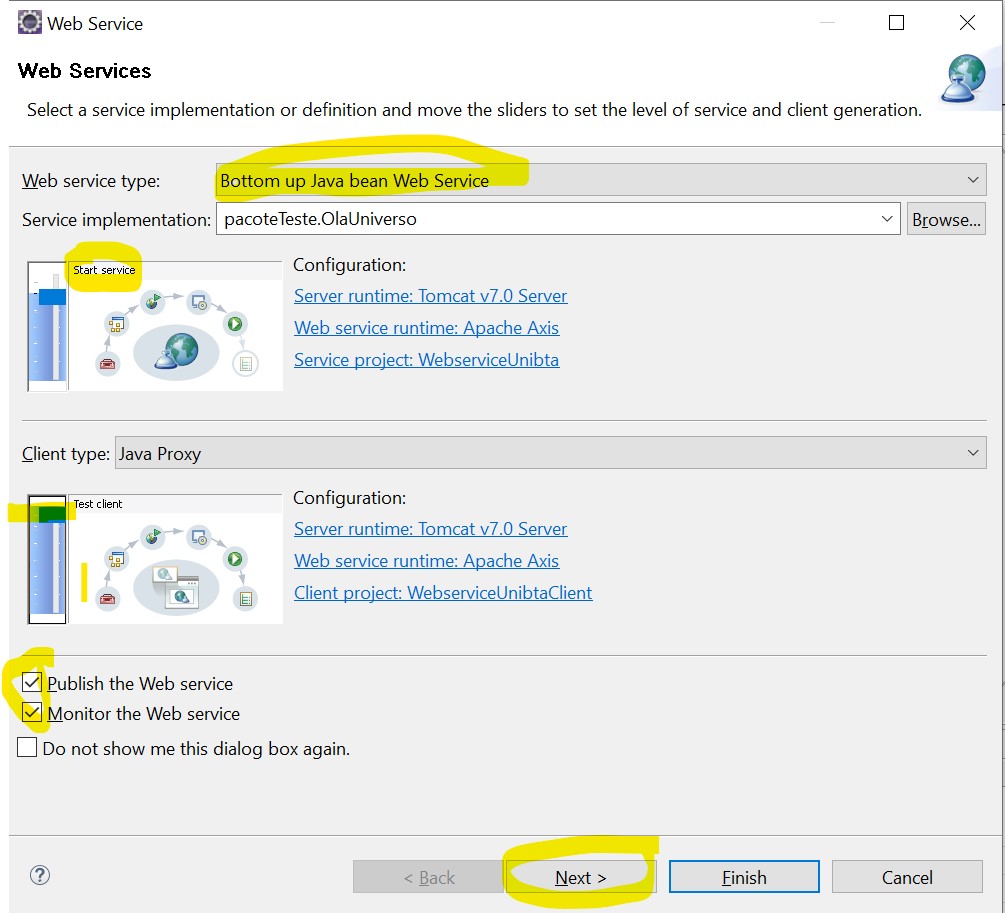 Web Service
Web Services
Select a service implementation or definition and move the sliders to set the level of service and client generation.
Web service type: Bottom up Java bean Web Service
Service implementation: pacoteTeste.OlaUniverso Browse...
Start service
Configuration:
Server runtime: Tomcat v7.0 Server
Web service runtime: Apache Axis
Service project: WebserviceUnibta
Client type: Java Proxy
Test client
Configuration:
Server runtime: Tomcat v7.0 Server
Web service runtime: Apache Axis
Client project: WebserviceUnibtaClient
Publish the Web service
Monitor the Web service
Do not show me this dialog box again.
? < Back Next > Finish Cancel